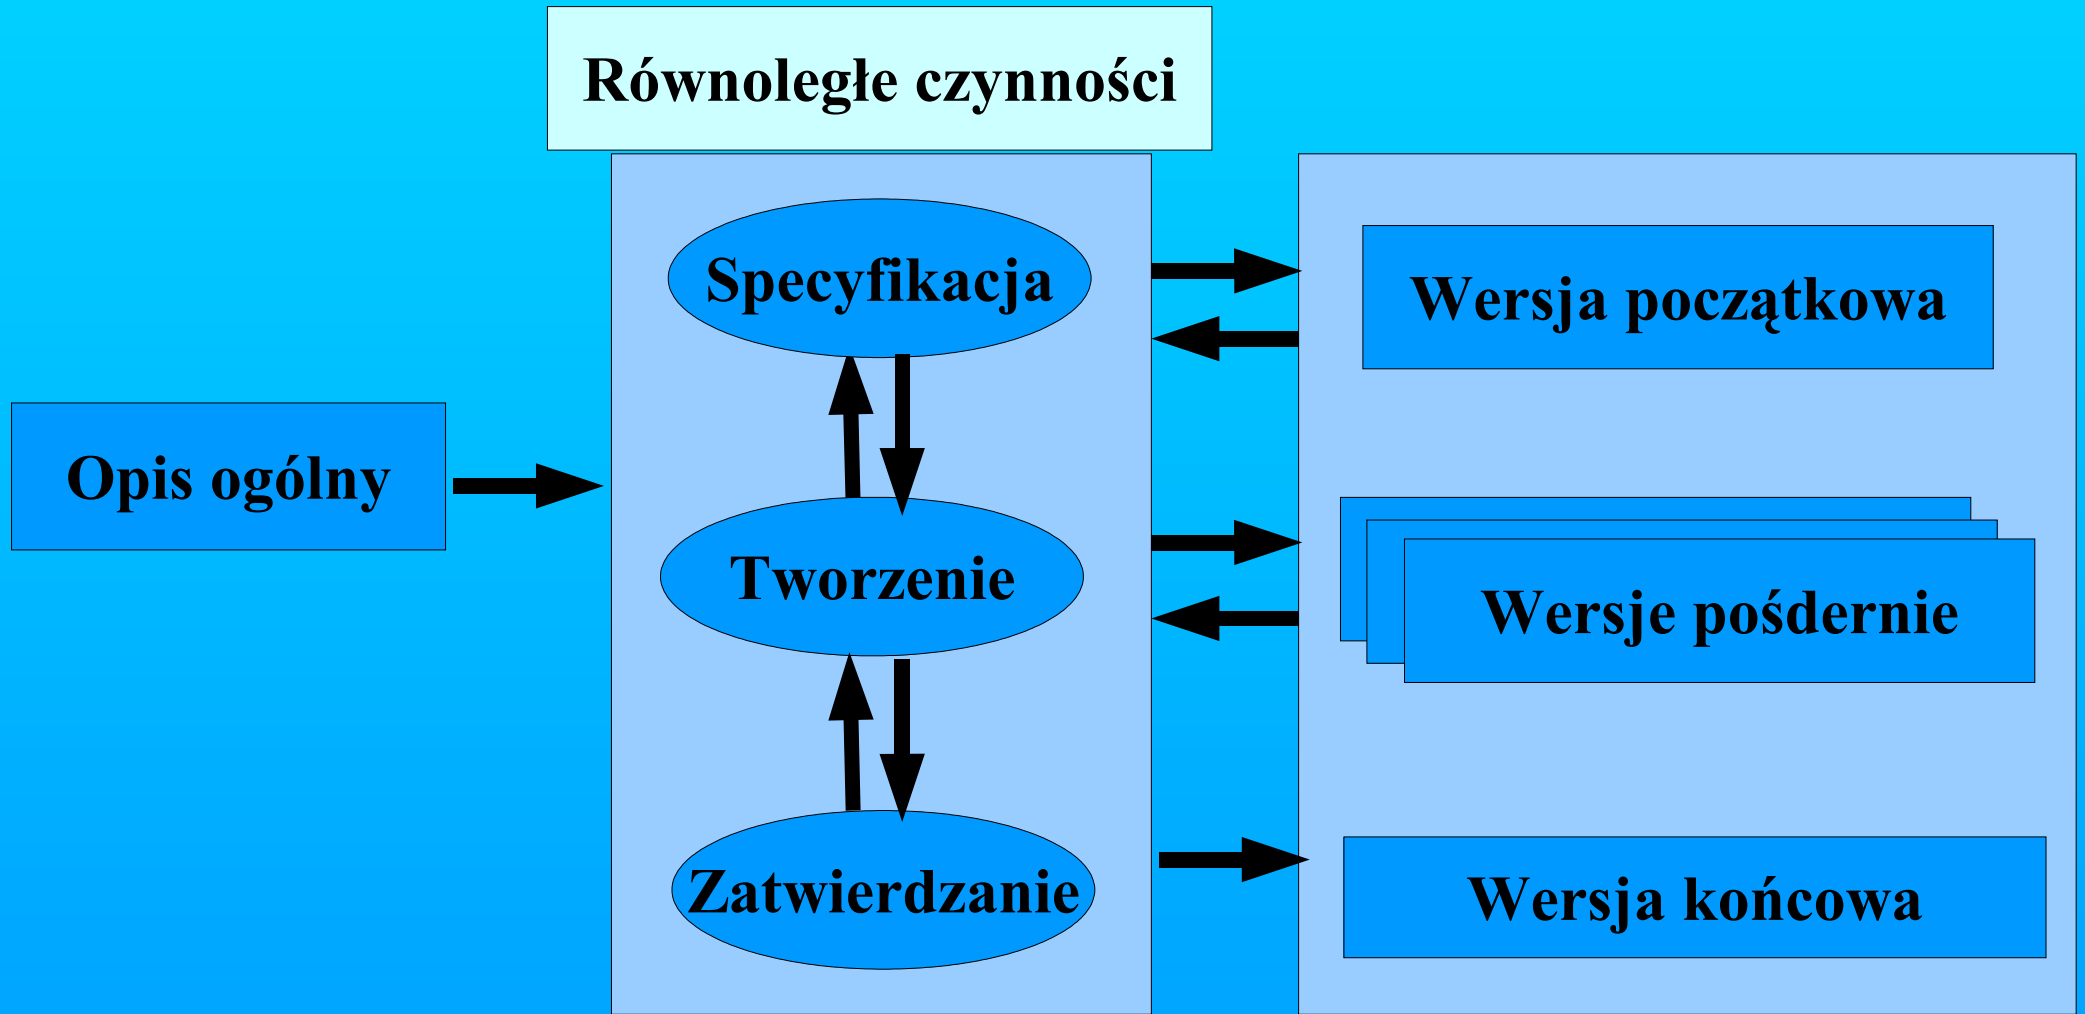 Równoległe czynności
Specyfikacja
Wersja początkowa
Opis ogólny
Tworzenie
Wersje pośdernie
Zatwierdzanie
Wersja końcowa